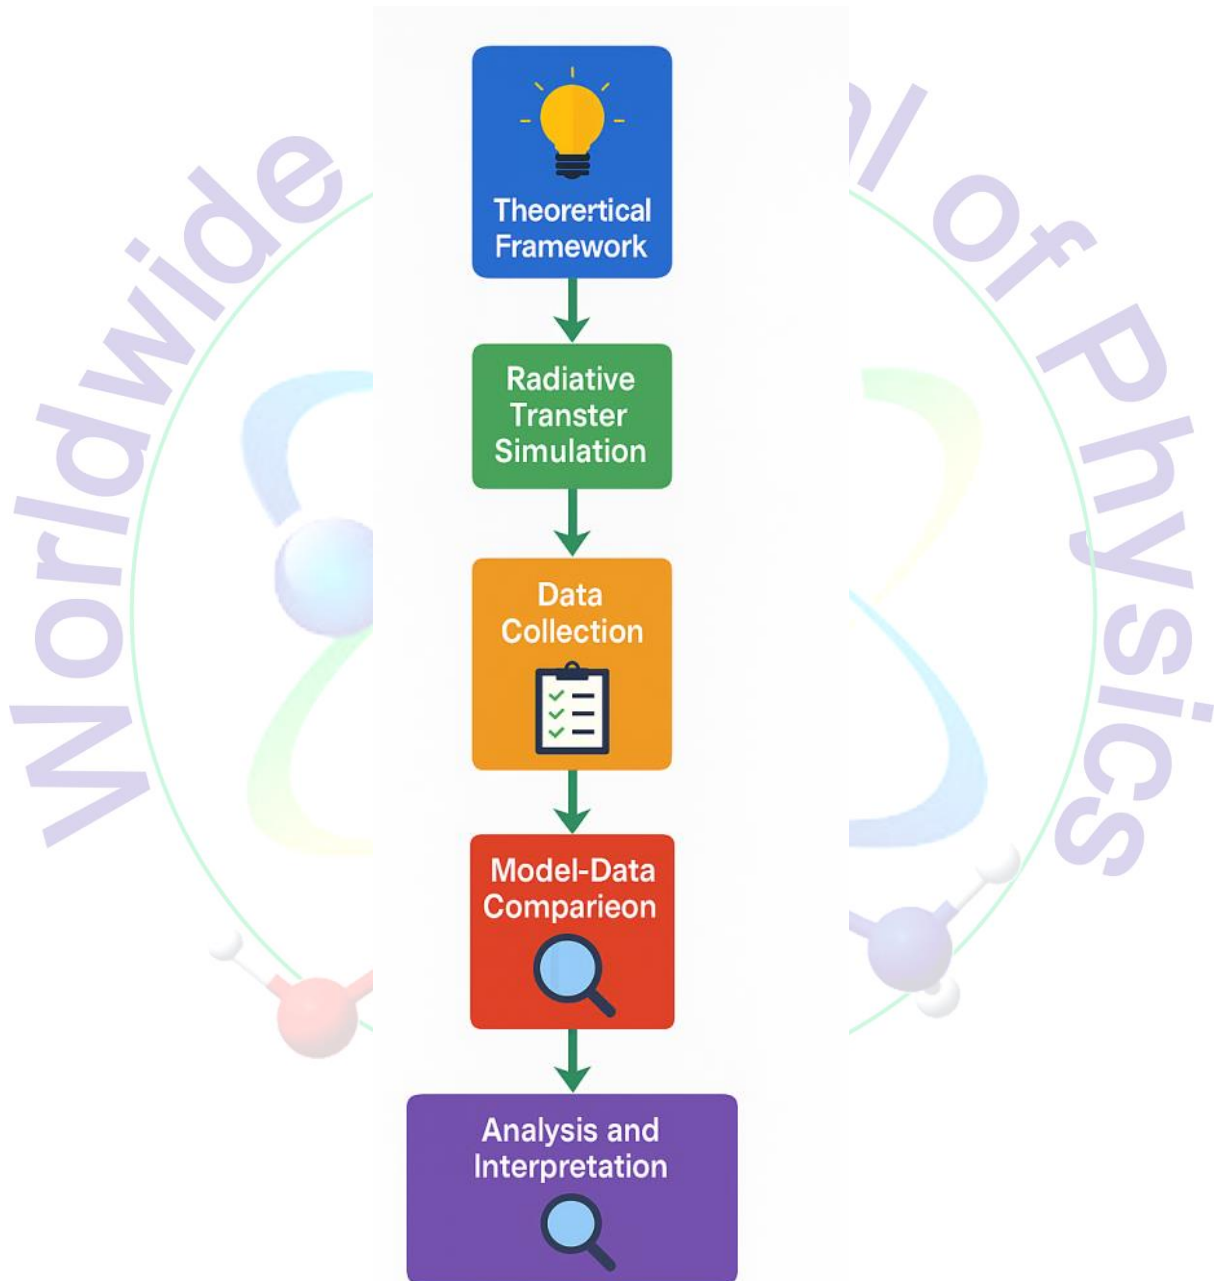 Worldwide
of Physics
Theorertical
Framework
Radiative
Transter
Simulation
Data
Collection
Model-Data
Comparieon
Analysis and
Interpretation